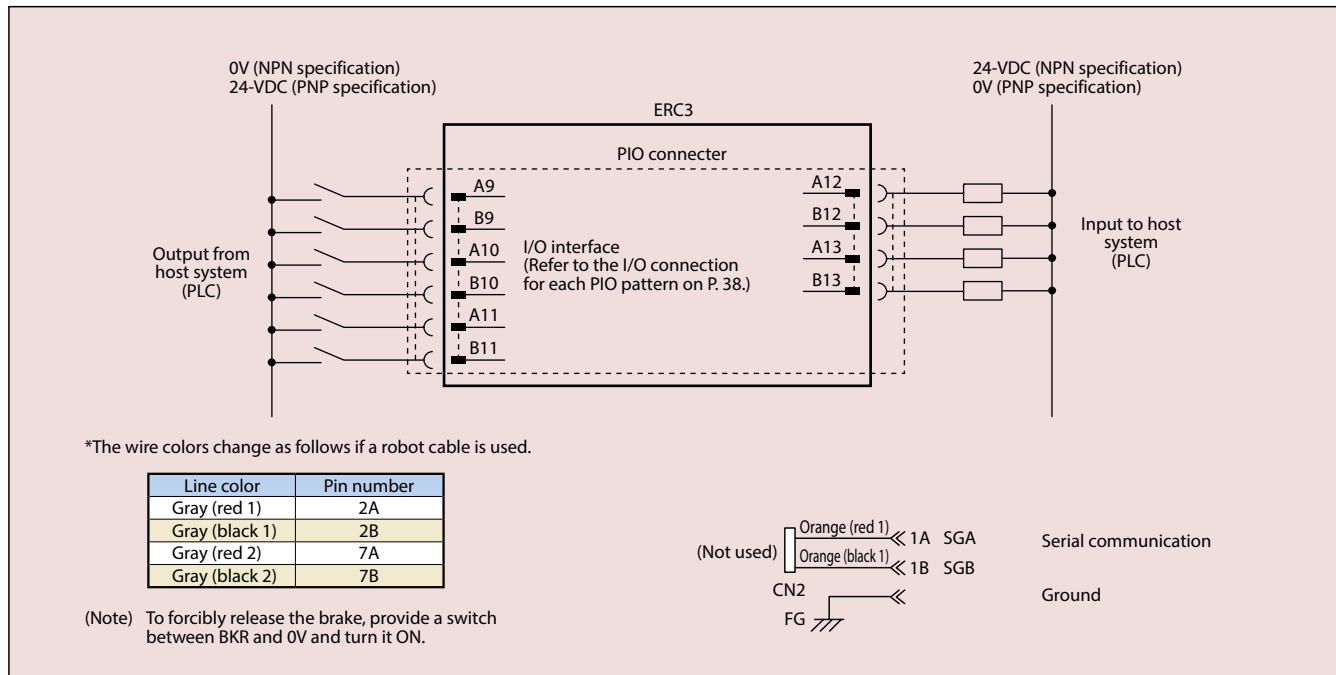 0V (NPN specification)
24-VDC (PNP specification)
24-VDC (NPN specification)
0V (PNP specification)
ERC3
PIO connecter
A9
B9
A10
B10
A11
B11
A12
B12
A13
B13
I/O interface
(Refer to the I/O connection
for each PIO pattern on P. 38.)
Output from
host system
(PLC)
Input to host
system
(PLC)
*The wire colors change as follows if a robot cable is used.
Line color Pin number
Gray (red 1) 2A
Gray (black 1) 2B
Gray (red 2) 7A
Gray (black 2) 7B
(Note) To forcibly release the brake, provide a switch
between BKR and 0V and turn it ON.
(Not used)
Orange (red 1) 1A SGA
Orange (black 1) 1B SGB
Serial communication
CN2
FG
Ground